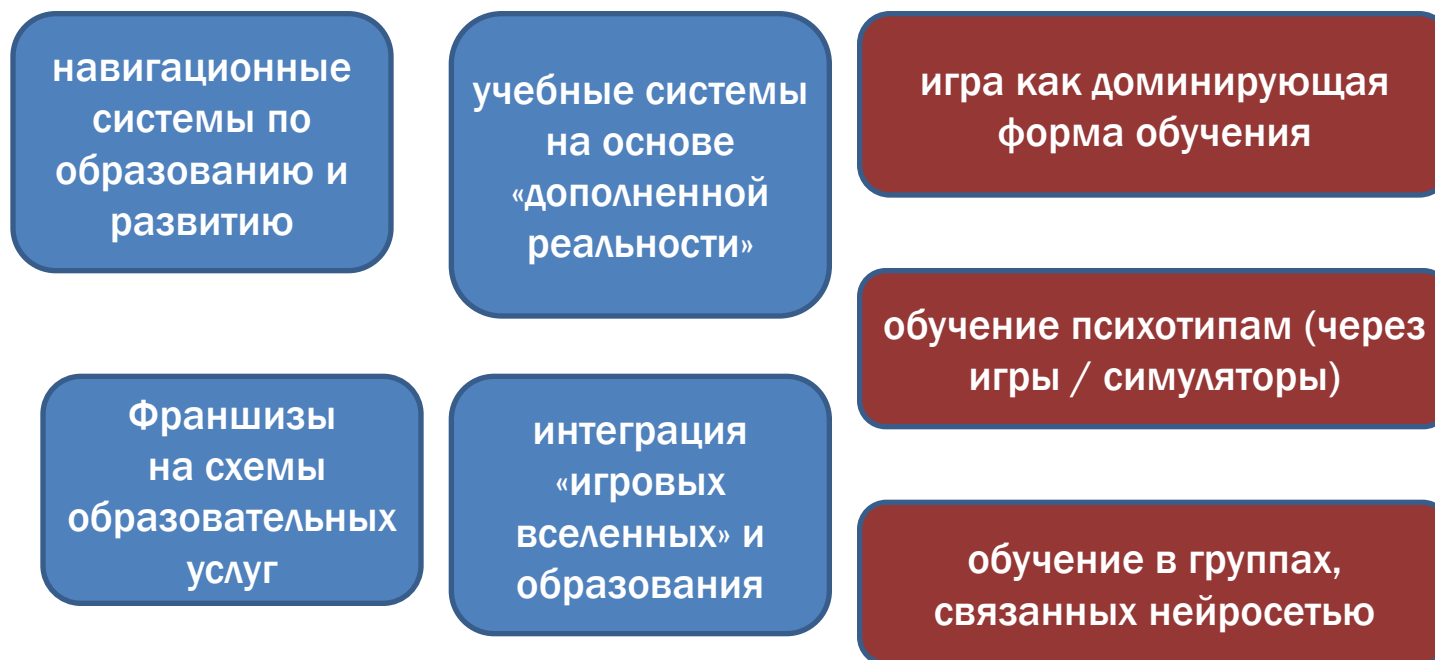 навигационные
системы по
образованию и
развитию
учебные системы
на основе
«дополненной
реальности»
игра как доминирующая
форма обучения
обучение психотипам (через
игры / симуляторы)
Франшизы
на схемы
образовательных
услуг
интеграция
«игровых
вселенных» и
образования
обучение в группах,
связанных нейросетью